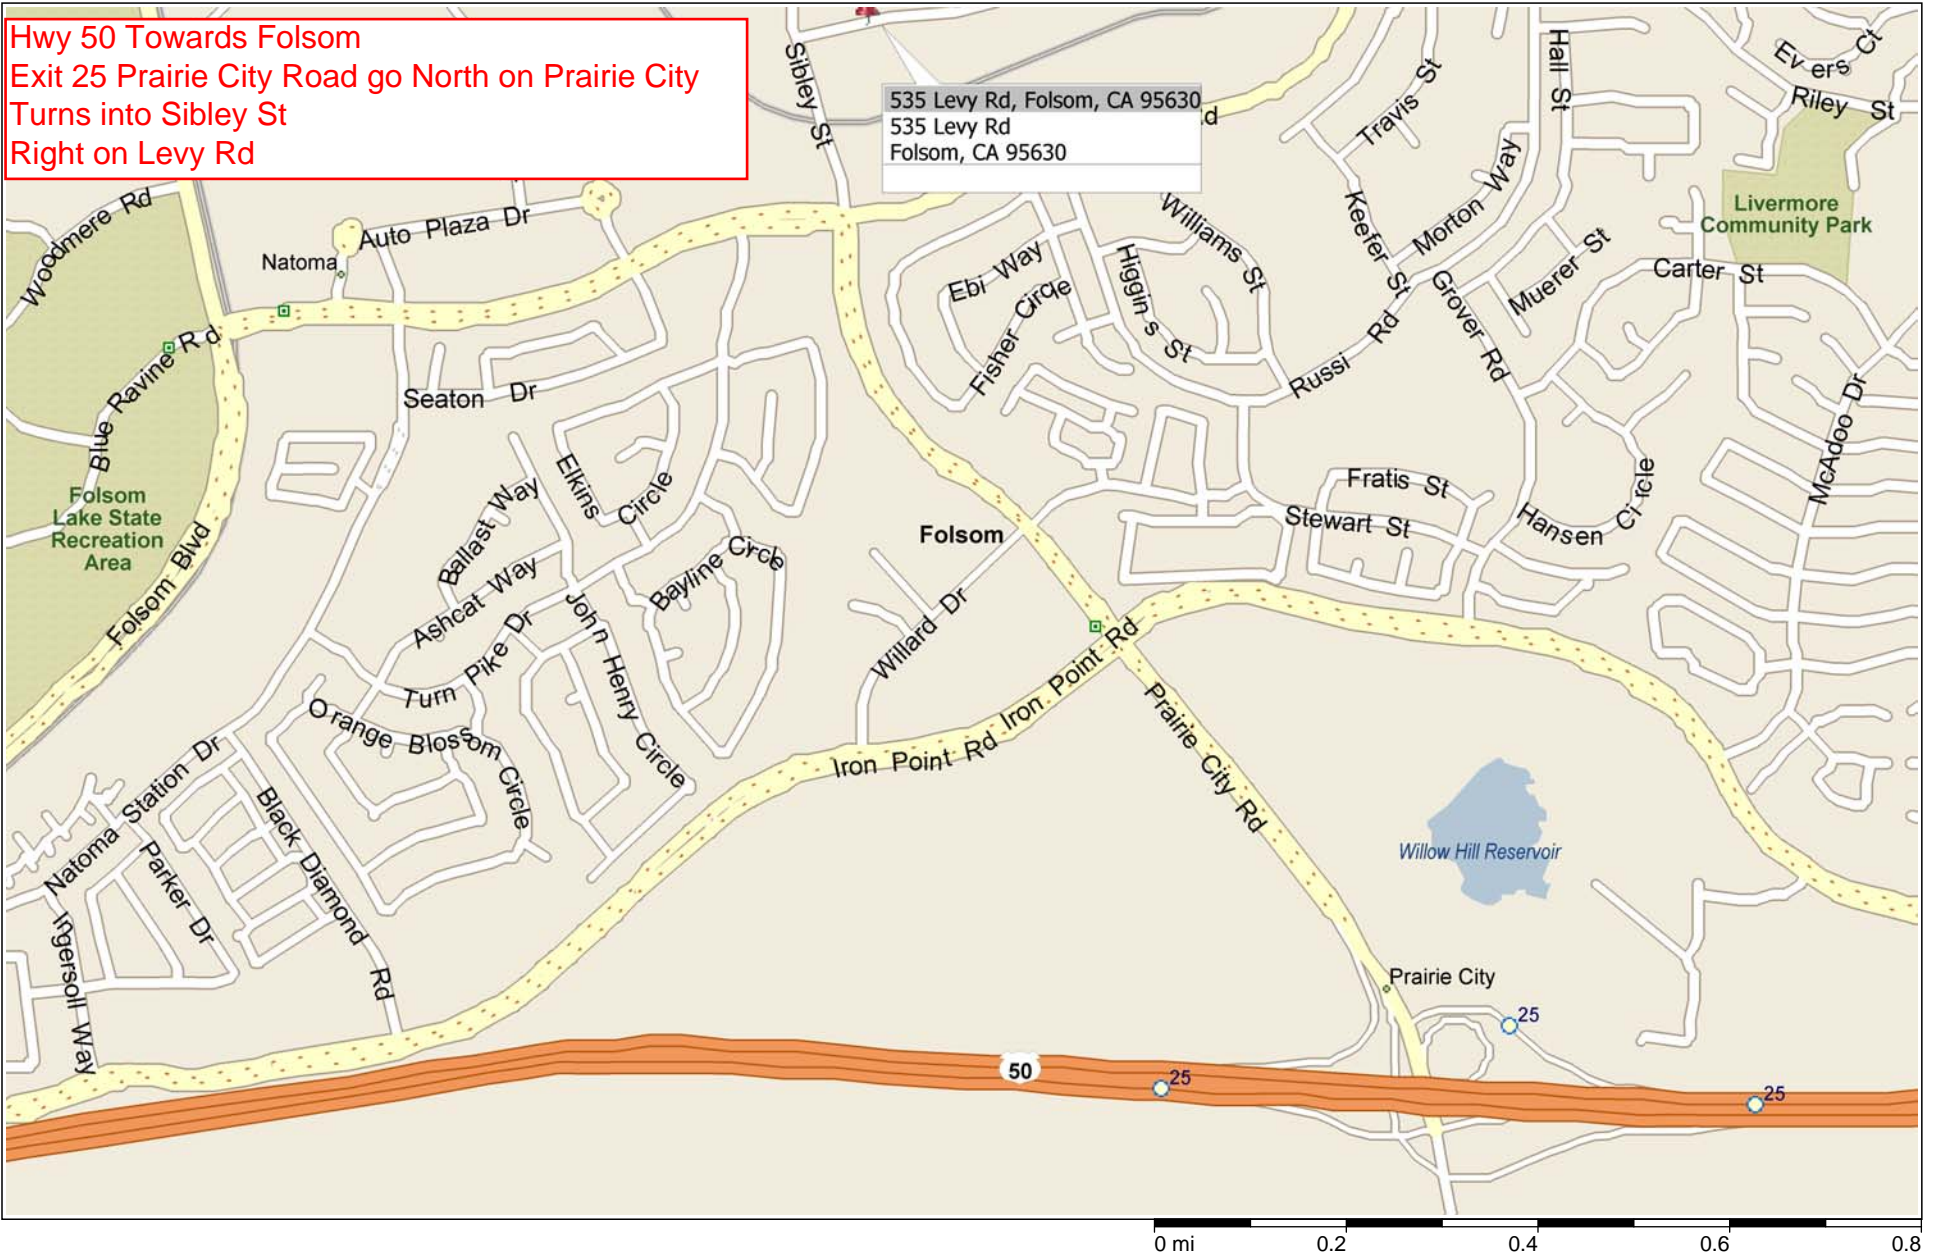 Hwy 50 Towards Folsom
Exit 25 Prairie City Road go North on Prairie City
Turns into Sibley St
Right on Levy Rd
Sibley St
535 Levy Rd, Folsom, CA 95630
535 Levy Rd
Folsom, CA 95630
Rd
Travis St
Hall St
Evers Ct
Riley St
Livermore
Community Park
Woodmere Rd
Auto Plaza Dr
Natoma
Blue Ravine Rd
Seaton Dr
Folsom
Lake State
Recreation
Area
Folsom Blvd
Ebi Way
Fisher Circle
Higgins St
Williams St
Keefer St
Morton Way
Muerer St
Grover Rd
Russi Rd
Carter St
McAdoo Dr
Fratis St
Stewart St
Hansen Circle
Elkins Circle
Ballast Way
Ashcat Way
Bayline Circle
Turn Pike Dr
John Henry Circle
Folsom
Willard Dr
Orange Blossom Circle
Natoma Station Dr
Black Diamond Rd
Parker Dr
Ingersoll Way
Iron Point Rd
Iron Point Rd
Prairie City Rd
Willow Hill Reservoir
Prairie City
25
50
25
25
0 mi
0.2
0.4
0.6
0.8